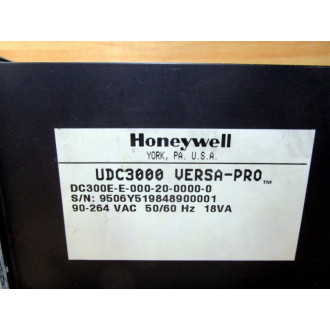 Honeywell
YORK, PA. U.S.A.
UDC3000 VERSA-PRO™
DC300E-E-000-20-0000-0
S/N: 9506Y519848900001
90-264 VAC 50/60 Hz 18VA